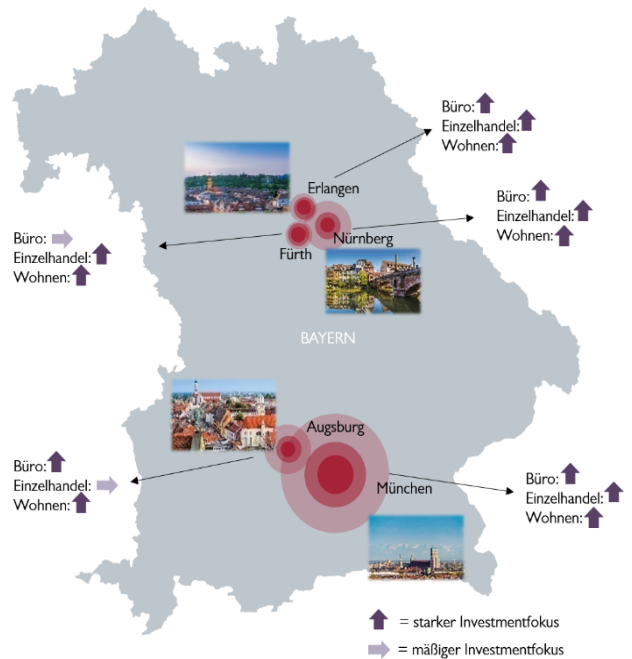 Büro:
Einzelhandel:
Wohnen:
Erlangen
Büro:
Einzelhandel:
Wohnen:
Nürnberg
Fürth
Büro:
Einzelhandel:
Wohnen:
BAYERN
Augsburg
München
Büro:
Einzelhandel:
Wohnen:
Büro:
Einzelhandel:
Wohnen:
= starker Investmentfokus
= mäßiger Investmentfokus